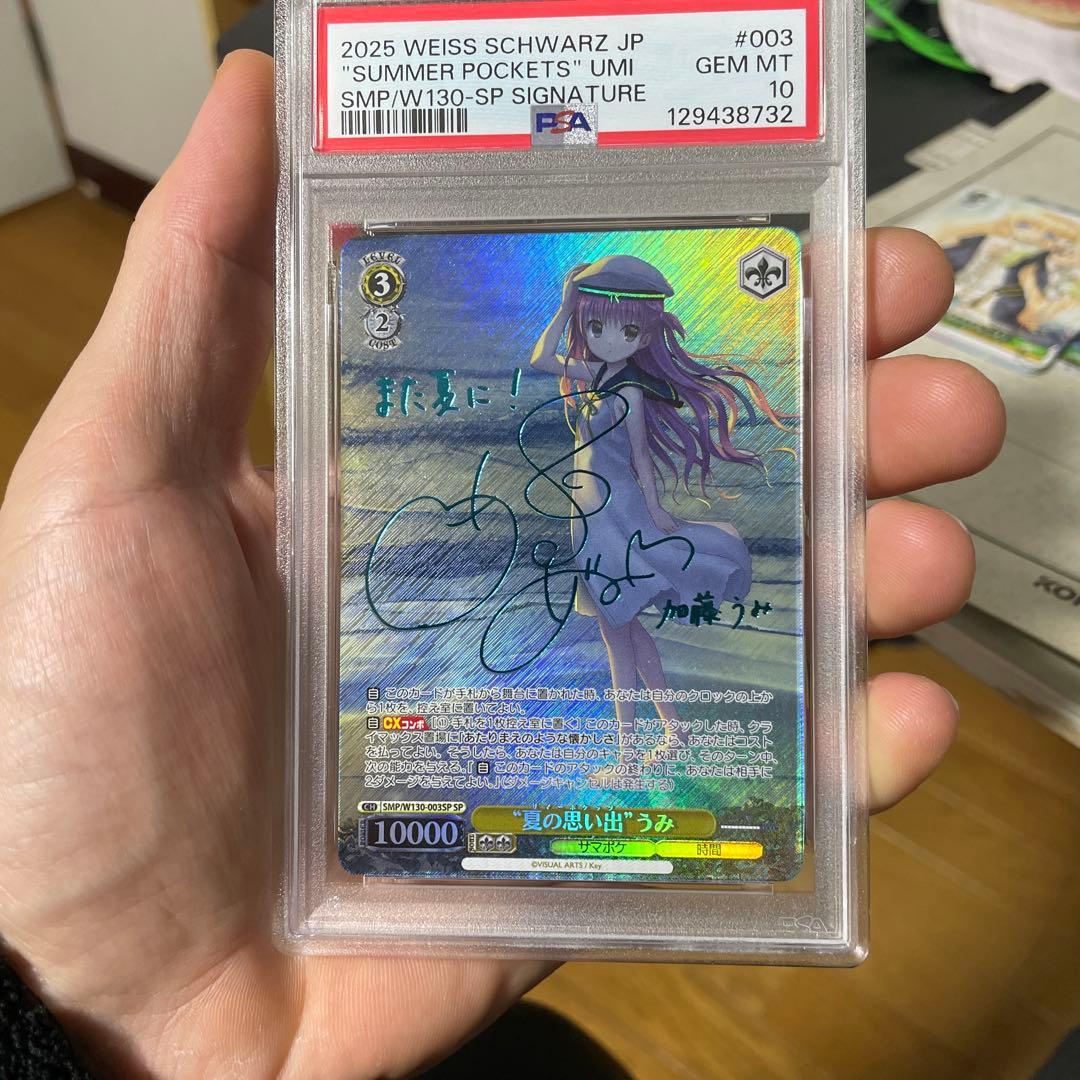 2025 WEISS SCHWARZ JP #003
"SUMMER POCKETS" UMI GEM MT
SMP/W130-SP SIGNATURE 10
PSA 129438732
LEVEL
3
2
COST
また夏に!
加藤うみ
自 このカードが手札から舞台に置かれた時、あなたは自分のクロックの上か
ら1枚を、控え室に置いてよい。
自 CXコンボ [① 手札を1枚控え室に置く] このカードがアタックした時、クラ
イマックス置場に「あたりまえのような懐かしさ」があるなら、あなたはコスト
を払ってよい。そうしたら、あなたは自分のキャラを1枚選び、そのターン中、
次の能力を与える。『自 このカードのアタックの終わりに、あなたは相手に
2ダメージを与えてよい。』(ダメージキャンセルは発生する)
CH SMP/W130-003SP SP
10000
"夏の思い出"うみ
サマポケ 時間
©VISUAL ARTS / Key
PSA